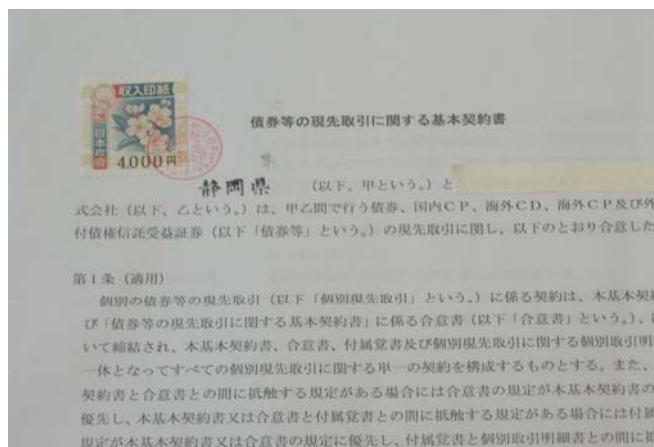 収入印紙
日本政府
4,000円
債券等の現先取引に関する基本契約書
静岡県 (以下、甲という。)と
式会社(以下、乙という。)は、甲乙間で行う債券、国内CP、海外CD、海外CP及び外
付債権信託受益証券(以下「債券等」という。)の現先取引に関し、以下のとおり合意した
第1条(適用)
個別の債券等の現先取引(以下「個別現先取引」という。)に係る契約は、本基本契約
び「債券等の現先取引に関する基本契約書」に係る合意書(以下「合意書」という。)、
いて締結され、本基本契約書、合意書、付属覚書及び個別現先取引に関する個別取引明
一体となってすべての個別現先取引に関する単一の契約を構成するものとする。また、
契約書と合意書との間に抵触する規定がある場合には合意書の規定が本基本契約書の
優先し、本基本契約書又は合意書と付属覚書との間に抵触する規定がある場合には付属
規定が本基本契約書又は合意書の規定に優先し、付属覚書と個別取引明細書との間に抵